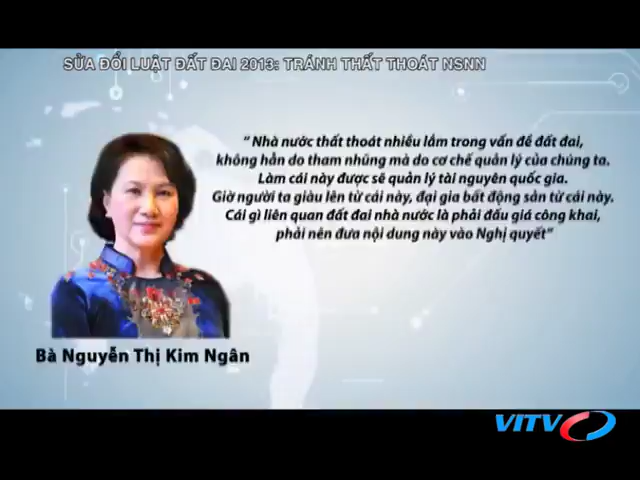 SỬA ĐỔI LUẬT ĐẤT ĐAI 2013: TRÁNH THẤT THOÁT NSNN
" Nhà nước thất thoát nhiều lắm trong vấn đề đất đai,
không hẳn do tham nhũng mà do cơ chế quản lý của chúng ta.
Làm cái này được sẽ quản lý tài nguyên quốc gia.
Giờ người ta giàu lên từ cái này, đại gia bất động sản từ cái này.
Cái gì liên quan đất đai nhà nước là phải đấu giá công khai,
phải nên đưa nội dung này vào Nghị quyết"
Bà Nguyễn Thị Kim Ngân
VITV